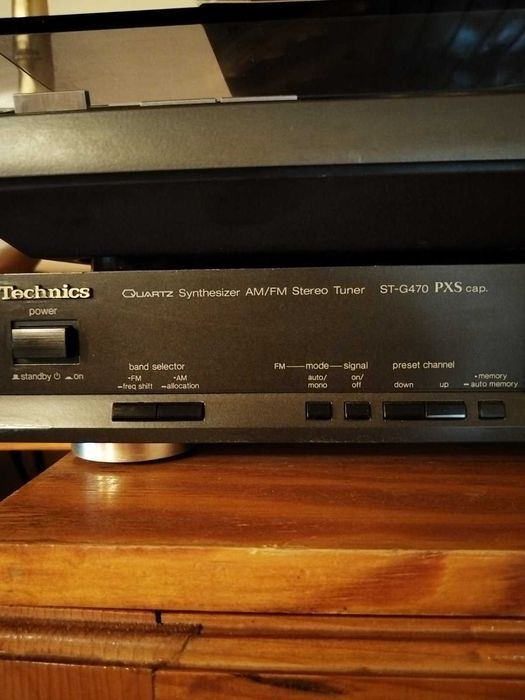 Technics
QUARTZ Synthesizer AM/FM Stereo Tuner ST-G470 PXS cap.
power
standby on
band selector
•FM •AM
–freq shift –allocation
FM mode signal
auto/ on/
mono off
preset channel
down up
•memory
–auto memory